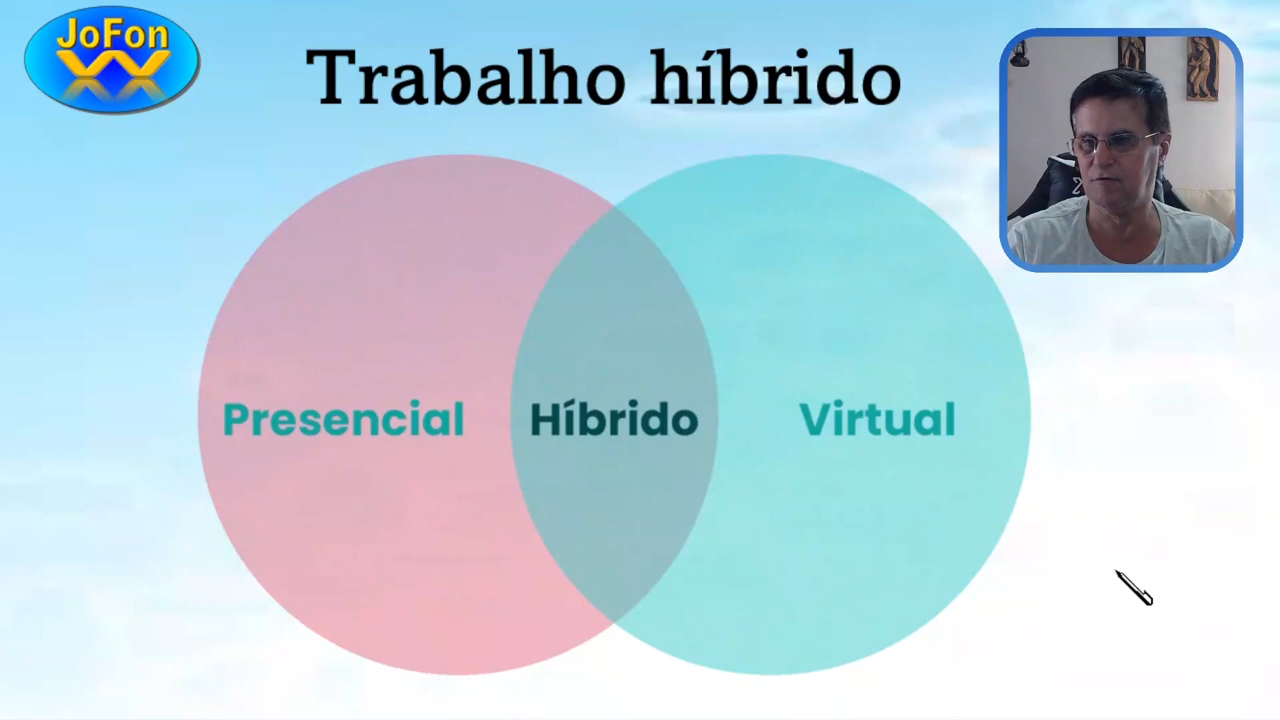 JoFon
Trabalho híbrido
Presencial
Híbrido
Virtual